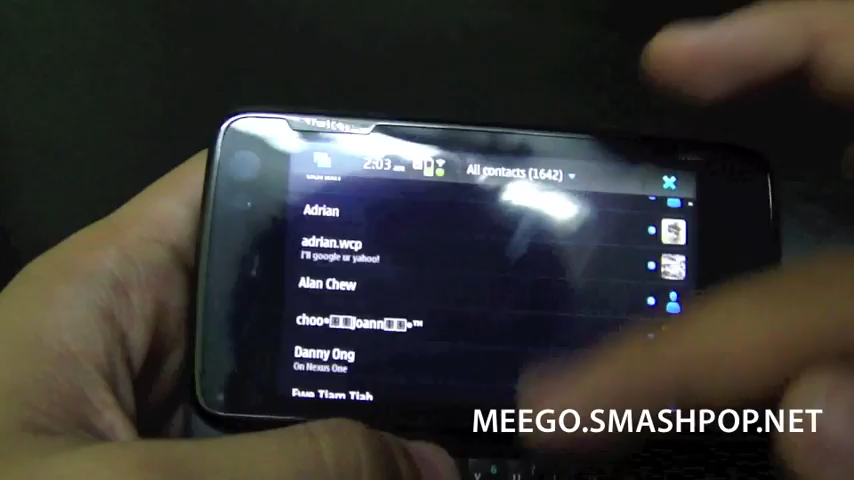 2:03 All contacts (1642)
Adrian
adrian.wcp
I'll google ur yahoo!
Alan Chew
Danny Ong
On Nexus One
MEEGO.SMASHPOP.NET